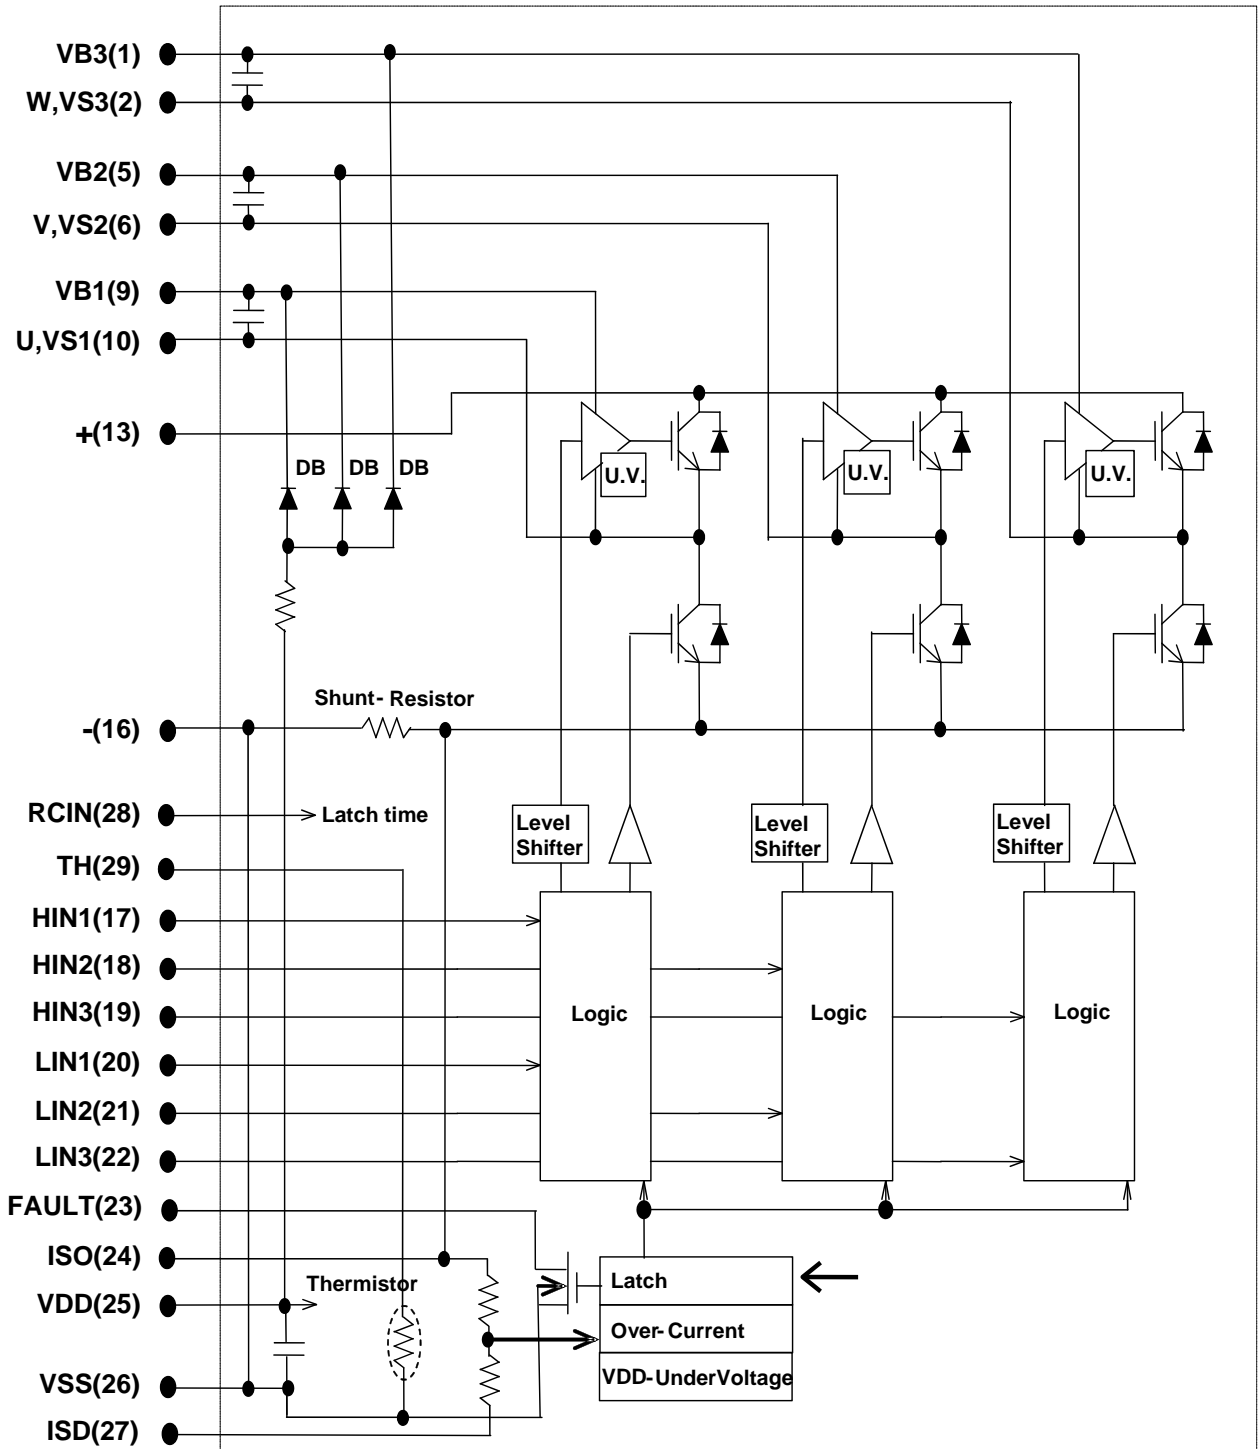 VB3(1)
W,VS3(2)
VB2(5)
V,VS2(6)
VB1(9)
U,VS1(10)
+(13)
DB DB DB
U.V. U.V. U.V.
Shunt- Resistor
-(16)
RCIN(28)
Latch time
Level
Shifter
Level
Shifter
Level
Shifter
TH(29)
HIN1(17)
HIN2(18)
HIN3(19)
Logic Logic Logic
LIN1(20)
LIN2(21)
LIN3(22)
FAULT(23)
ISO(24)
Thermistor
Latch
VDD(25)
Over- Current
VDD-UnderVoltage
VSS(26)
ISD(27)